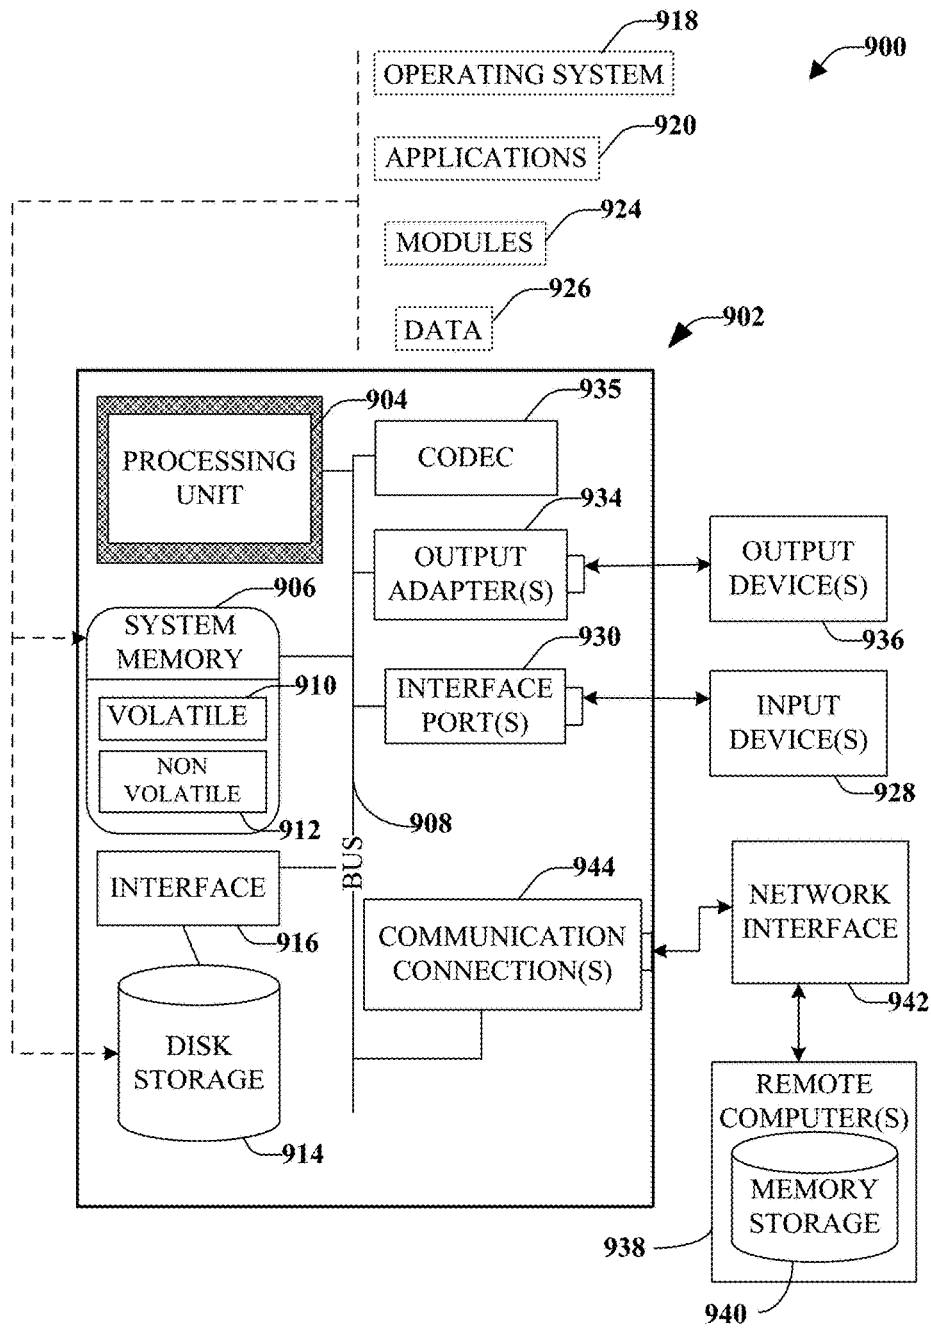 918
900
OPERATING SYSTEM
920
APPLICATIONS
924
MODULES
926
DATA
902
904
935
PROCESSING
UNIT
CODEC
934
OUTPUT
ADAPTER(S)
OUTPUT
DEVICE(S)
936
906
SYSTEM
MEMORY
930
910
VOLATILE
INTERFACE
PORT(S)
INPUT
DEVICE(S)
928
NON
VOLATILE
912
908
BUS
INTERFACE
916
944
COMMUNICATION
CONNECTION(S)
NETWORK
INTERFACE
942
DISK
STORAGE
914
REMOTE
COMPUTER(S)
MEMORY
STORAGE
938
940